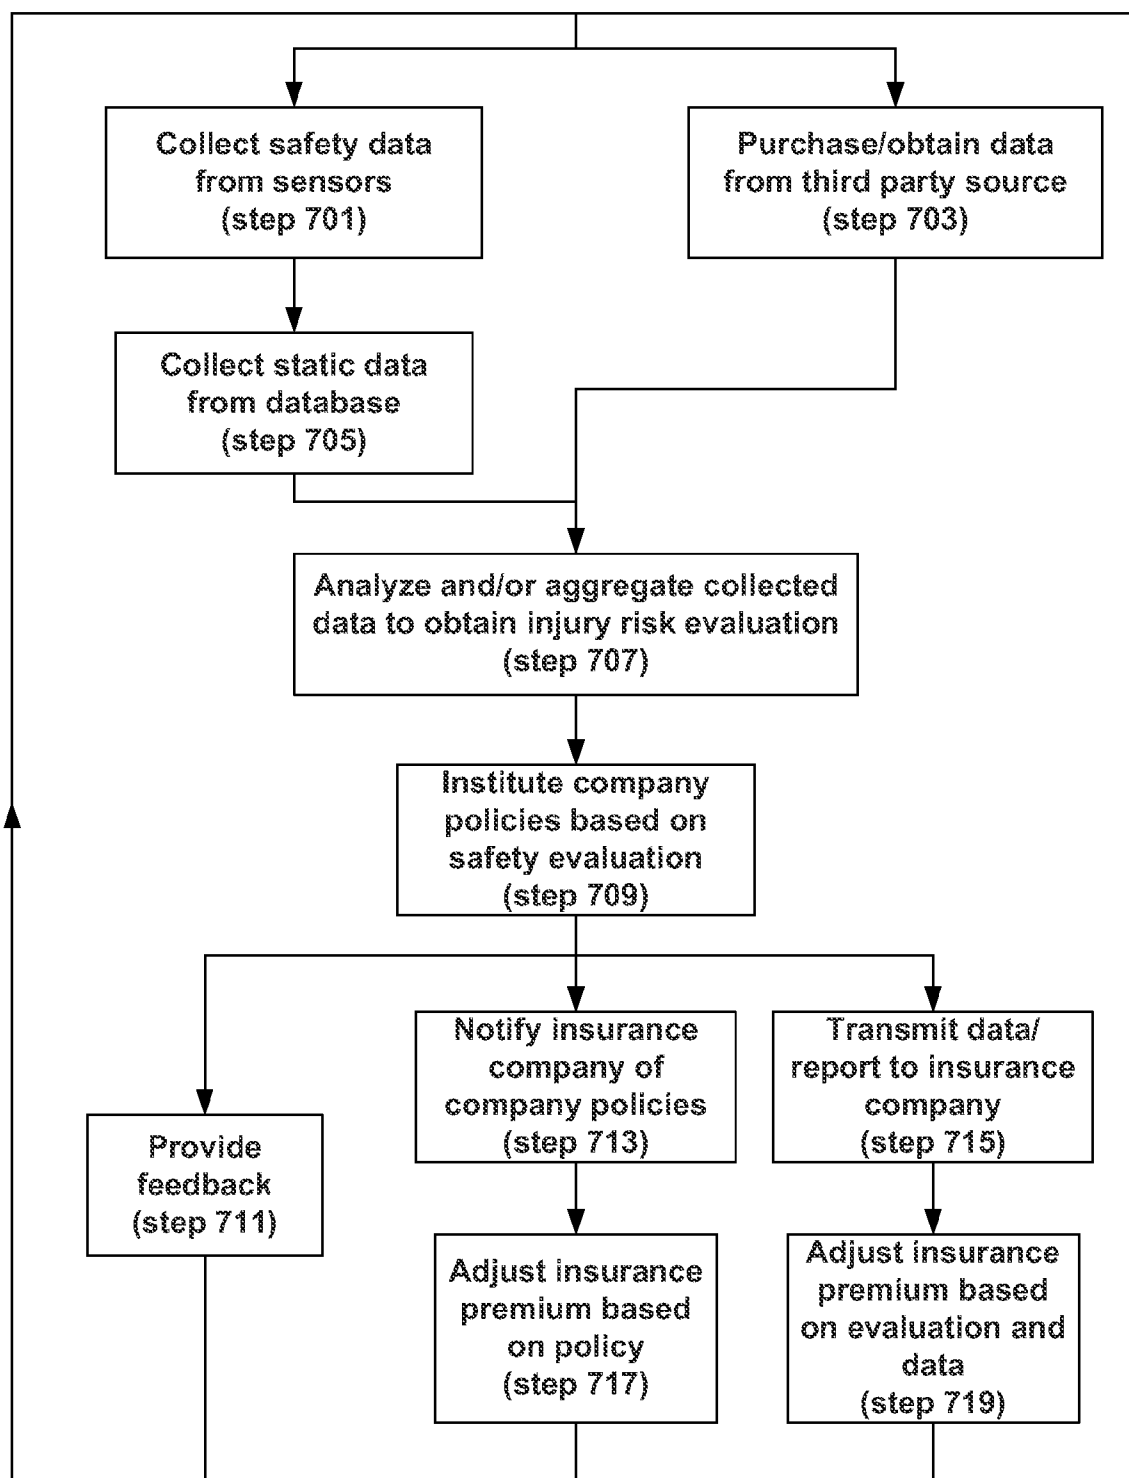 Collect safety data
from sensors
(step 701)
Purchase/obtain data
from third party source
(step 703)
Collect static data
from database
(step 705)
Analyze and/or aggregate collected
data to obtain injury risk evaluation
(step 707)
Institute company
policies based on
safety evaluation
(step 709)
Provide
feedback
(step 711)
Notify insurance
company of
company policies
(step 713)
Transmit data/
report to insurance
company
(step 715)
Adjust insurance
premium based
on policy
(step 717)
Adjust insurance
premium based
on evaluation and
data
(step 719)